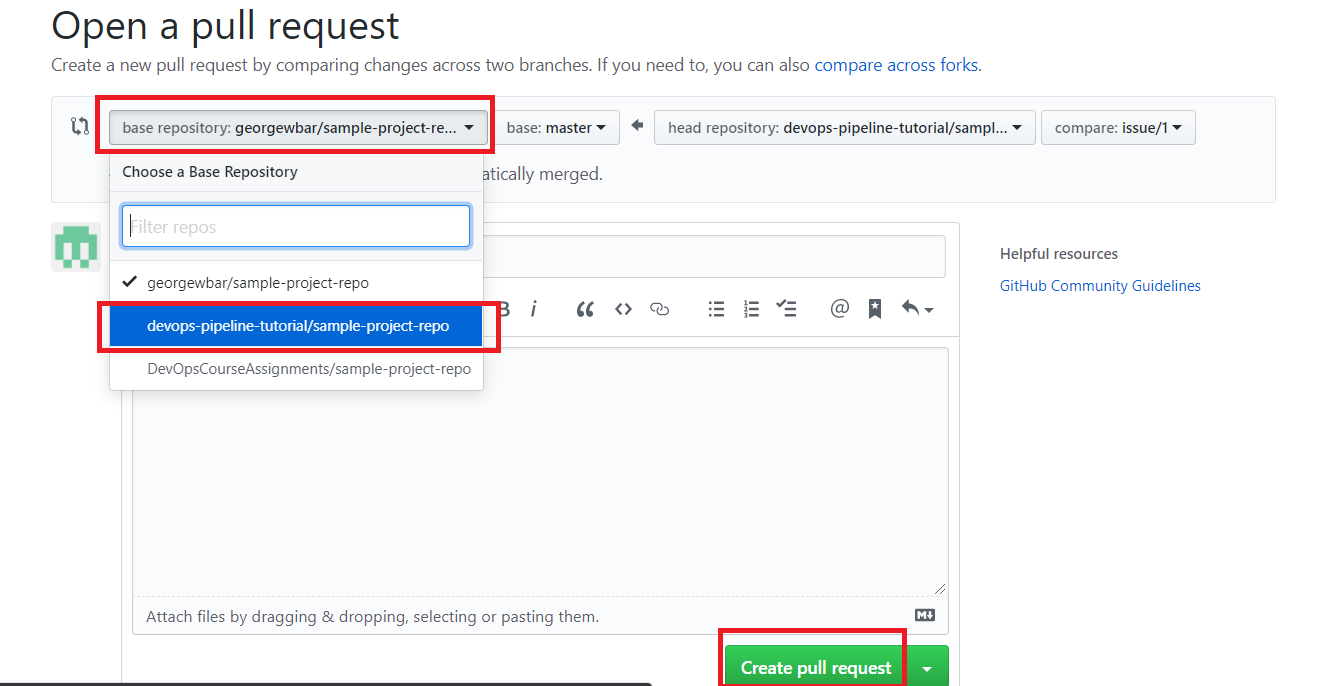 Open a pull request
Create a new pull request by comparing changes across two branches. If you need to, you can also compare across forks.
base repository: georgewbar/sample-project-re... base: master head repository: devops-pipeline-tutorial/sampl... compare: issue/1
Choose a Base Repository
atically merged.
Filter repos
Helpful resources
georgewbar/sample-project-repo
GitHub Community Guidelines
B i
devops-pipeline-tutorial/sample-project-repo
DevOpsCourseAssignments/sample-project-repo
Attach files by dragging & dropping, selecting or pasting them.
Create pull request